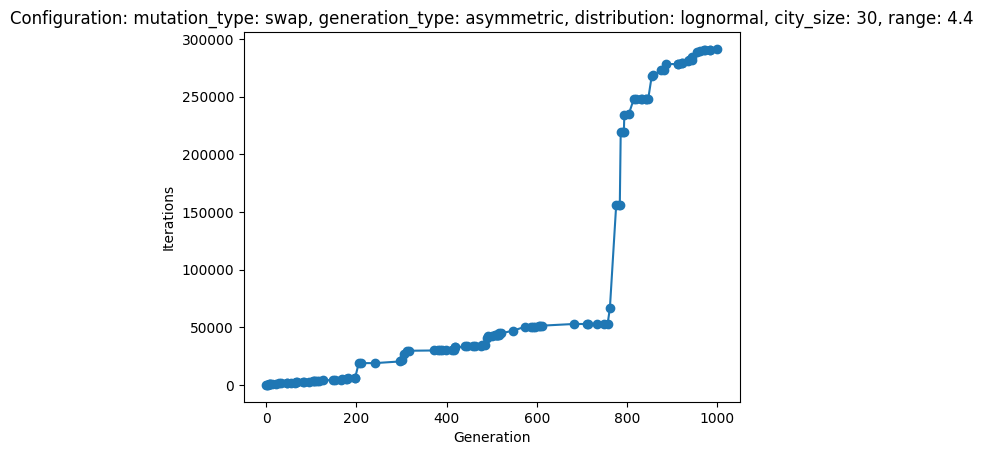 Configuration: mutation_type: swap, generation_type: asymmetric, distribution: lognormal, city_size: 30, range: 4.4
300000
250000
200000
150000
100000
50000
0
Iterations
0 200 400 600 800 1000
Generation